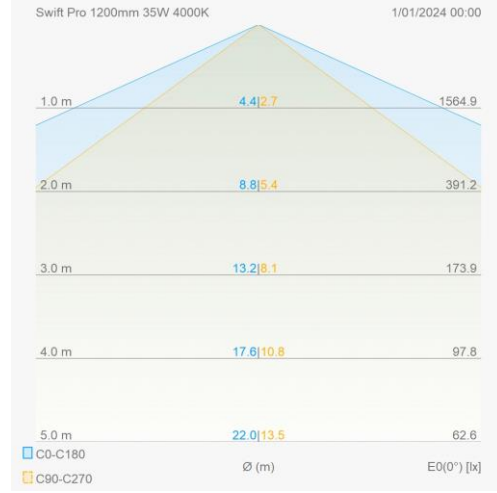 Swift Pro 1200mm 35W 4000K 1/01/2024 00:00
1.0 m 4.4|2.7 1564.9
2.0 m 8.8|5.4 391.2
3.0 m 13.2|8.1 173.9
4.0 m 17.6|10.8 97.8
5.0 m 22.0|13.5 62.6
C0-C180
Ø (m) E0(0°) [lx]
C90-C270